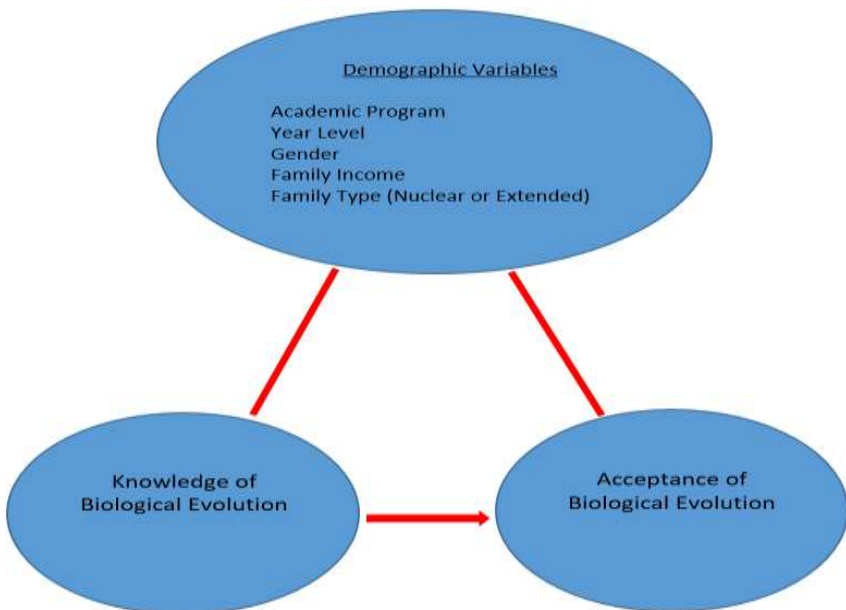 Demographic Variables
Academic Program
Year Level
Gender
Family Income
Family Type (Nuclear or Extended)
Knowledge of
Biological Evolution
Acceptance of
Biological Evolution